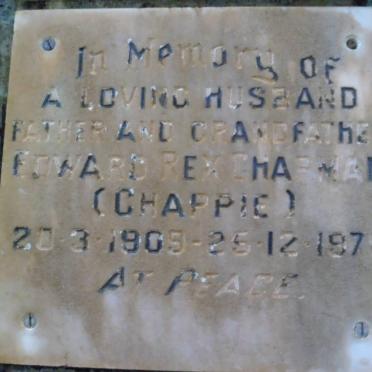 In Memory of
A LOVING HUSBAND
FATHER AND GRANDFATHE
EDWARD REX CHAPMAN
(CHAPPIE)
20·3·1909-25·12·197
AT PEACE.